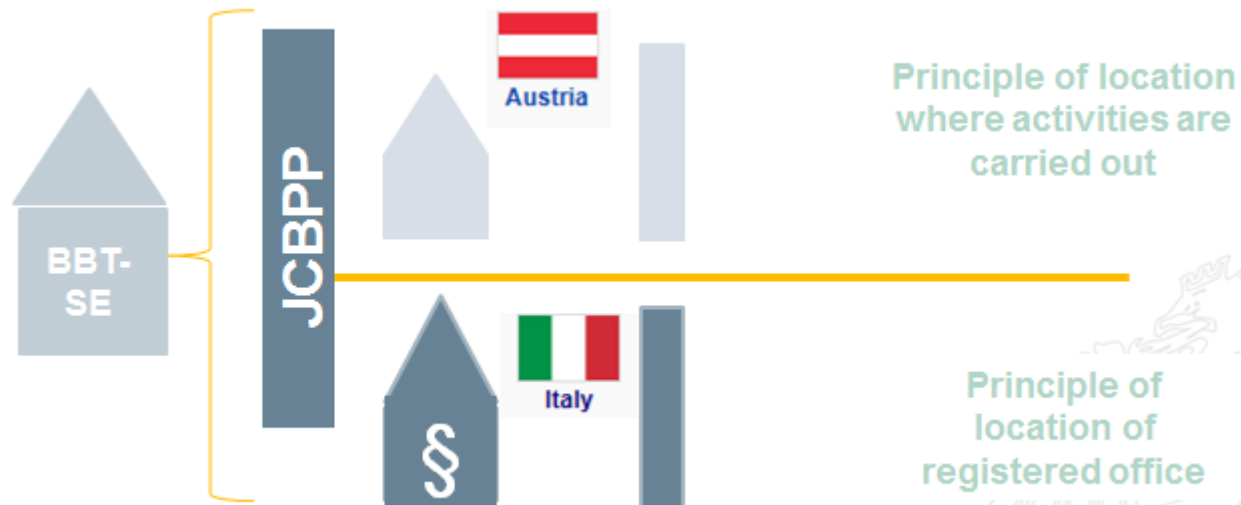 BBT-
SE
JCBPP
Austria
Principle of location
where activities are
carried out
Italy
§
Principle of
location of
registered office